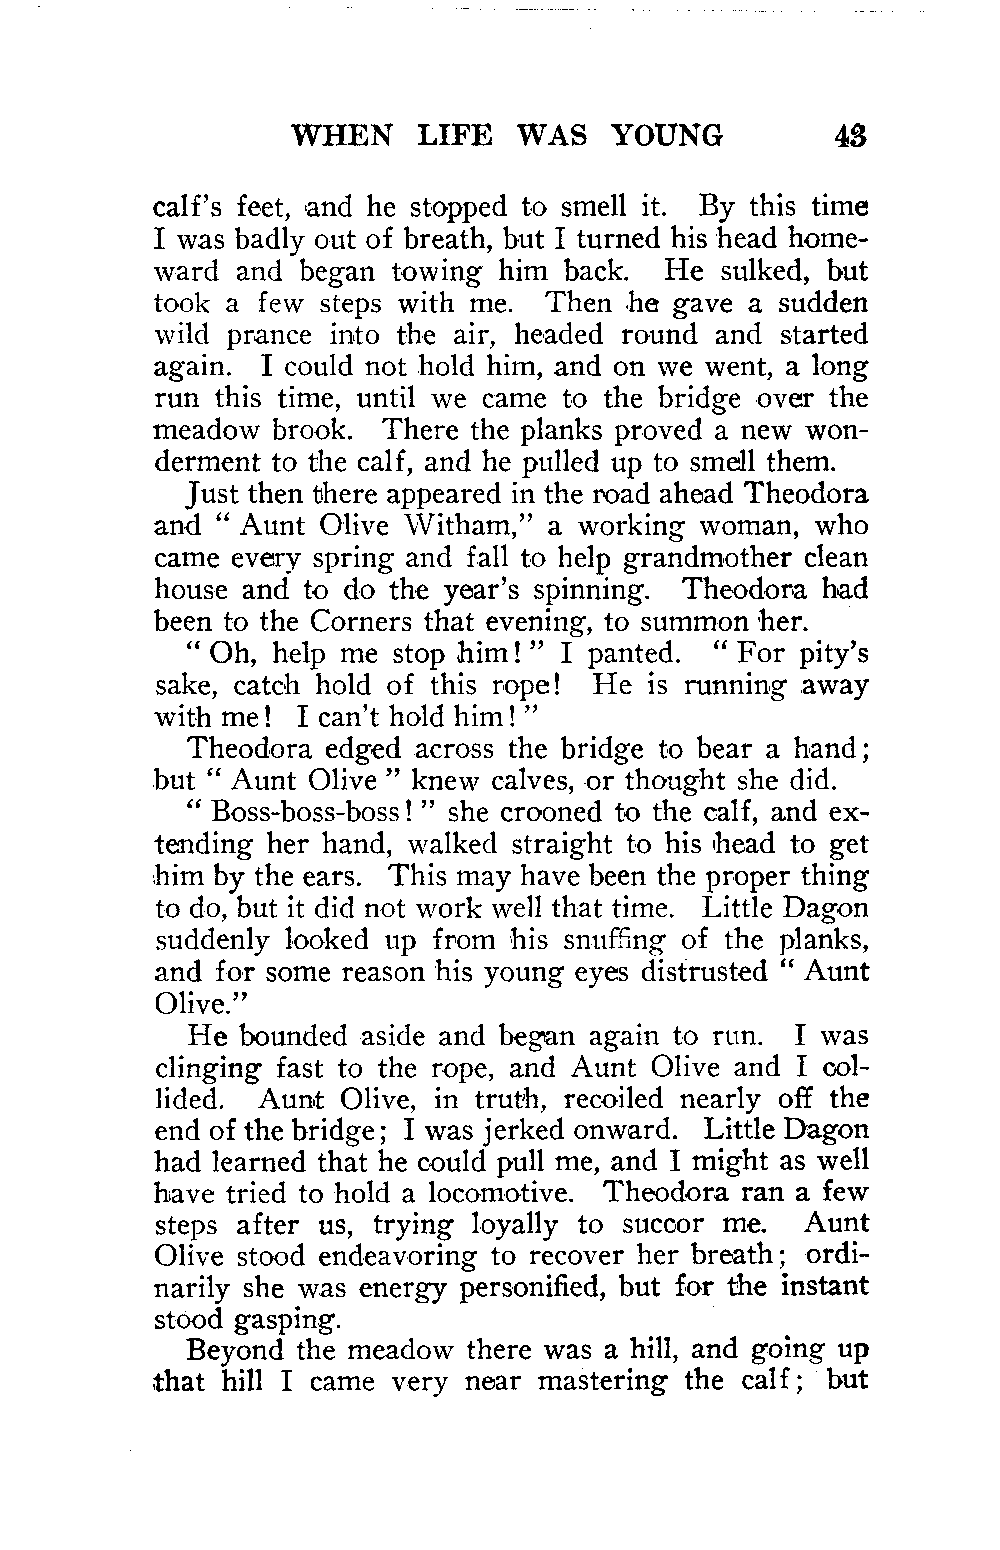 WHEN LIFE WAS YOUNG 43
calf's feet, and he stopped to smell it. By this time
I was badly out of breath, but I turned his head home-
ward and began towing him back. He sulked, but
took a few steps with me. Then he gave a sudden
wild prance into the air, headed round and started
again. I could not hold him, and on we went, a long
run this time, until we came to the bridge over the
meadow brook. There the planks proved a new won-
derment to the calf, and he pulled up to smell them.
Just then there appeared in the road ahead Theodora
and “ Aunt Olive Witham,” a working woman, who
came every spring and fall to help grandmother clean
house and to do the year's spinning. Theodora had
been to the Corners that evening, to summon her.
“ Oh, help me stop him! ” I panted. “ For pity's
sake, catch hold of this rope! He is running away
with me! I can't hold him! ”
Theodora edged across the bridge to bear a hand;
but “ Aunt Olive ” knew calves, or thought she did.
“ Boss-boss-boss! ” she crooned to the calf, and ex-
tending her hand, walked straight to his head to get
him by the ears. This may have been the proper thing
to do, but it did not work well that time. Little Dagon
suddenly looked up from his snuffing of the planks,
and for some reason his young eyes distrusted “ Aunt
Olive.”
He bounded aside and began again to run. I was
clinging fast to the rope, and Aunt Olive and I col-
lided. Aunt Olive, in truth, recoiled nearly off the
end of the bridge; I was jerked onward. Little Dagon
had learned that he could pull me, and I might as well
have tried to hold a locomotive. Theodora ran a few
steps after us, trying loyally to succor me. Aunt
Olive stood endeavoring to recover her breath; ordi-
narily she was energy personified, but for the instant
stood gasping.
Beyond the meadow there was a hill, and going up
that hill I came very near mastering the calf; but